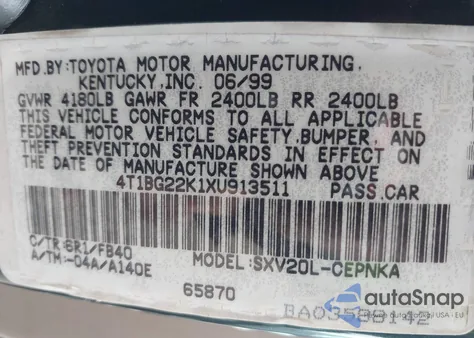 MFD.BY:TOYOTA MOTOR MANUFACTURING,
KENTUCKY,INC. 06/99
GVWR 4180LB GAWR FR 2400LB RR 2400LB
THIS VEHICLE CONFORMS TO ALL APPLICABLE
FEDERAL MOTOR VEHICLE SAFETY,BUMPER, AND
THEFT PREVENTION STANDARDS IN EFFECT ON
THE DATE OF MANUFACTURE SHOWN ABOVE
4T1BG22K1XU913511 PASS.CAR
C/TR:6R1/FB40
A/TM:-04A/A140E
MODEL:SXV20L-CEPNKA
65870
autoSnap